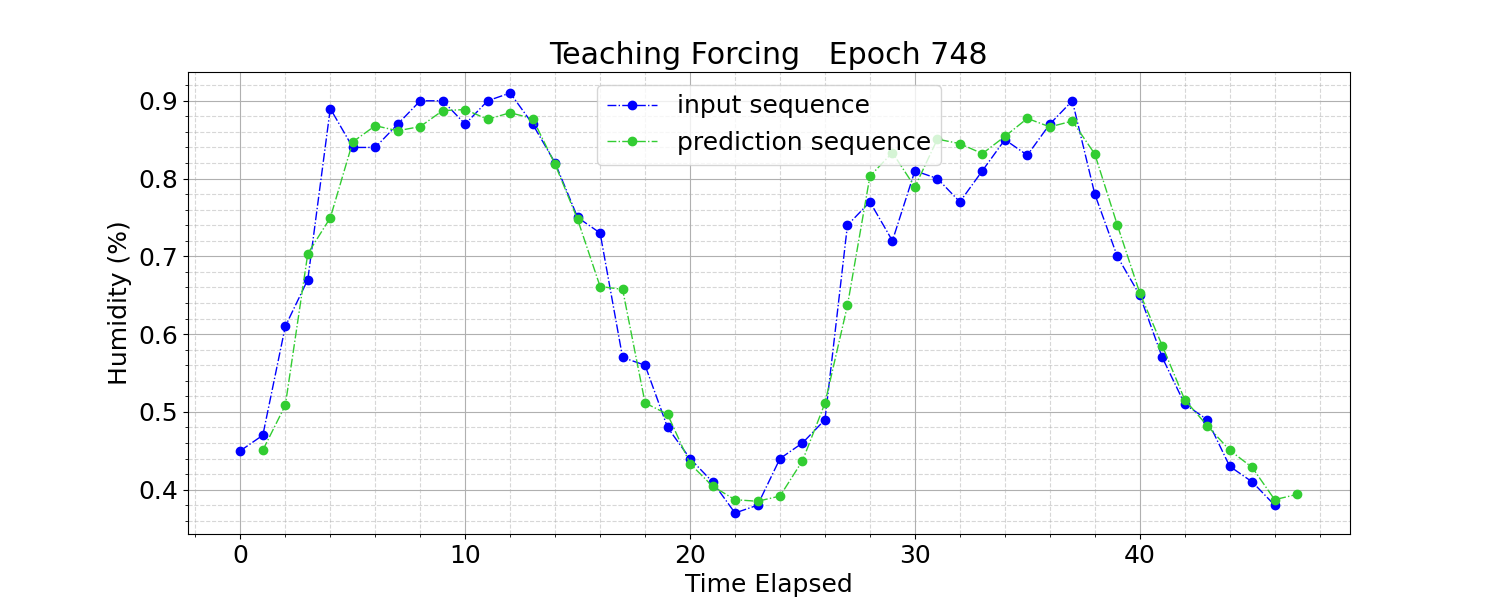 Teaching Forcing   Epoch 748
input sequence
prediction sequence
Humidity (%)
0.9
0.8
0.7
0.6
0.5
0.4
0 10 20 30 40
Time Elapsed